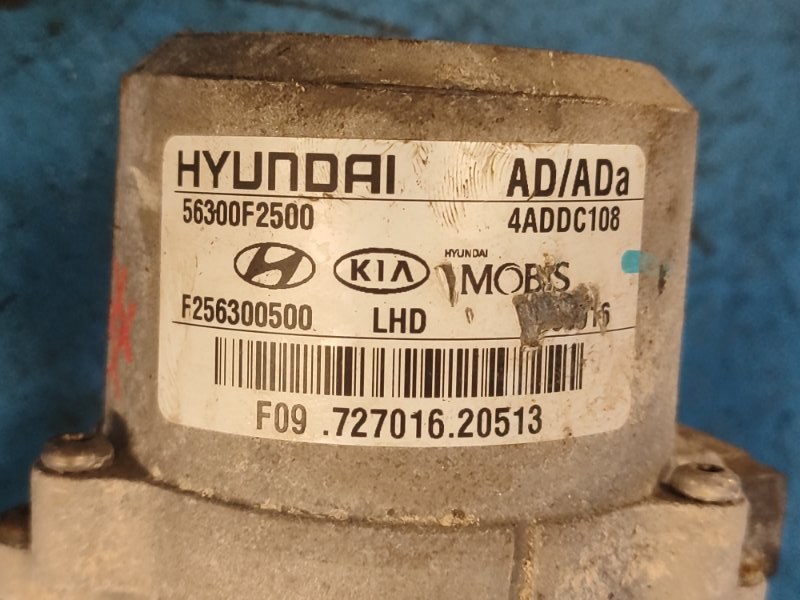 HYUNDAI AD/ADa
56300F2500 4ADDC108
KIA HYUNDAI MOBIS
F256300500 LHD
F09 .727016.20513